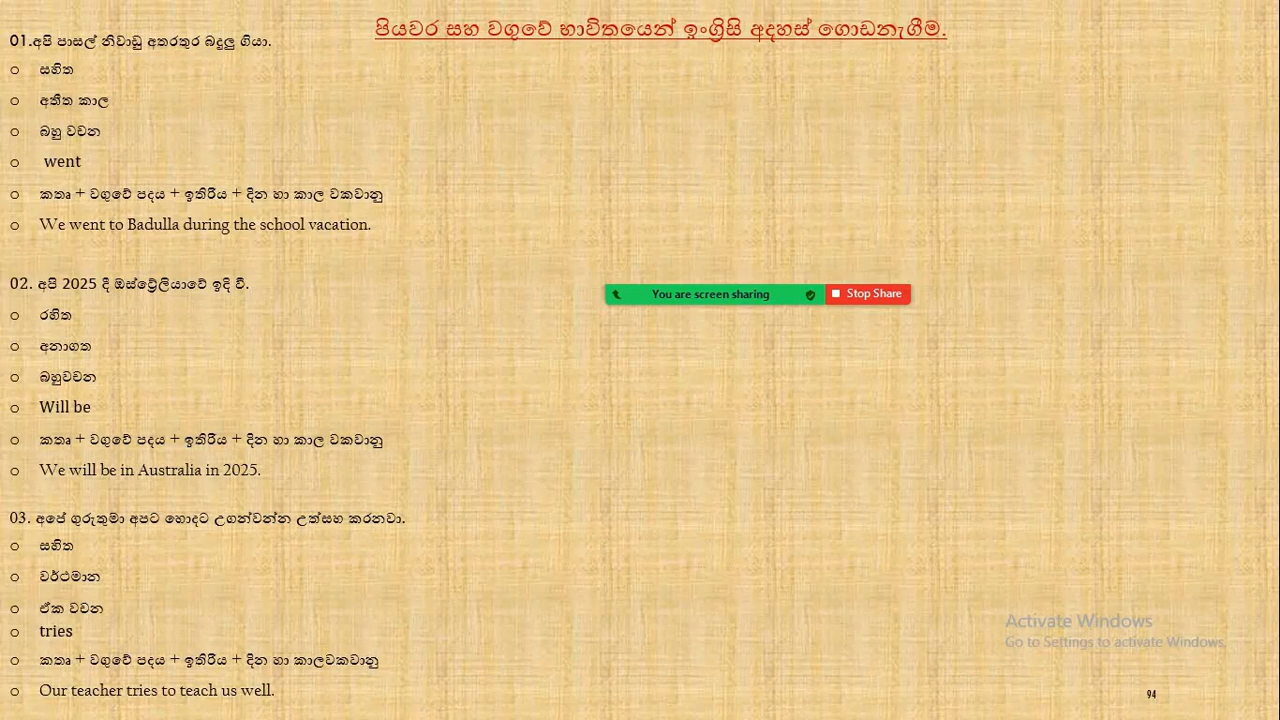 පියවර සහ වගුවේ භාවිතයෙන් ඉංග්‍රිසි අදහස් ගොඩනැගීම.
01.අපි පාසල් නිවාඩු අතරතුර බදුලු ගියා.
සහිත
අතීත කාල
බහු වචන
went
කතෘ + වගුවේ පදය + ඉතිරිය + දින හා කාල වකවානු
We went to Badulla during the school vacation.
02. අපි 2025 දී ඔස්ට්‍රේලියාවේ ඉදි වී.
රහිත
අනාගත
බහුවචන
Will be
කතෘ + වගුවේ පදය + ඉතිරිය + දින හා කාල වකවානු
We will be in Australia in 2025.
You are screen sharing
Stop Share
03. අපේ ගුරුතුමා අපට හොදට උගන්වන්න උත්සහ කරනවා.
සහිත
වර්ථමාන
ඒක වචන
tries
කතෘ + වගුවේ පදය + ඉතිරිය + දින හා කාලවකවානු
Our teacher tries to teach us well.
Activate Windows
Go to Settings to activate Windows.
94